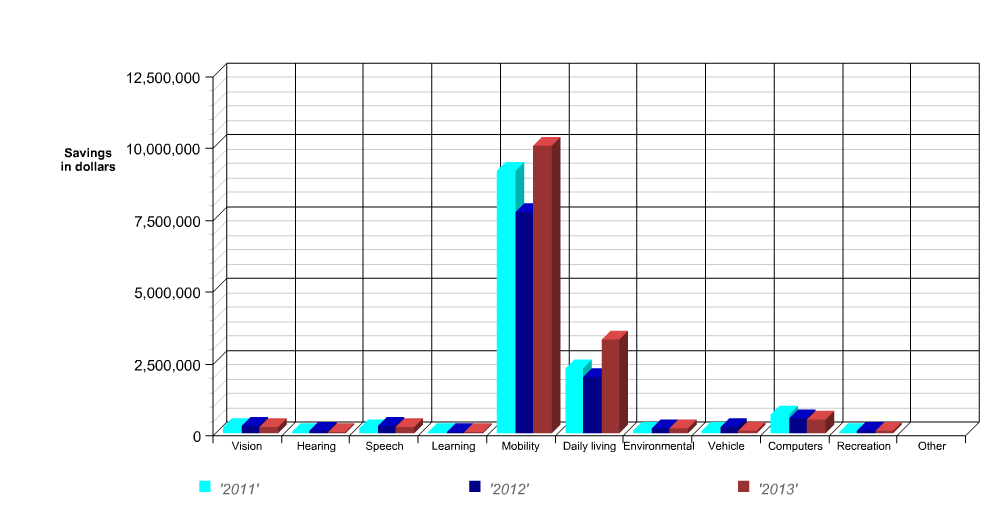 12,500,000
10,000,000
Savings
in dollars
7,500,000
5,000,000
2,500,000
0
Vision Hearing Speech Learning Mobility Daily living Environmental Vehicle Computers Recreation Other
'2011' '2012' '2013'